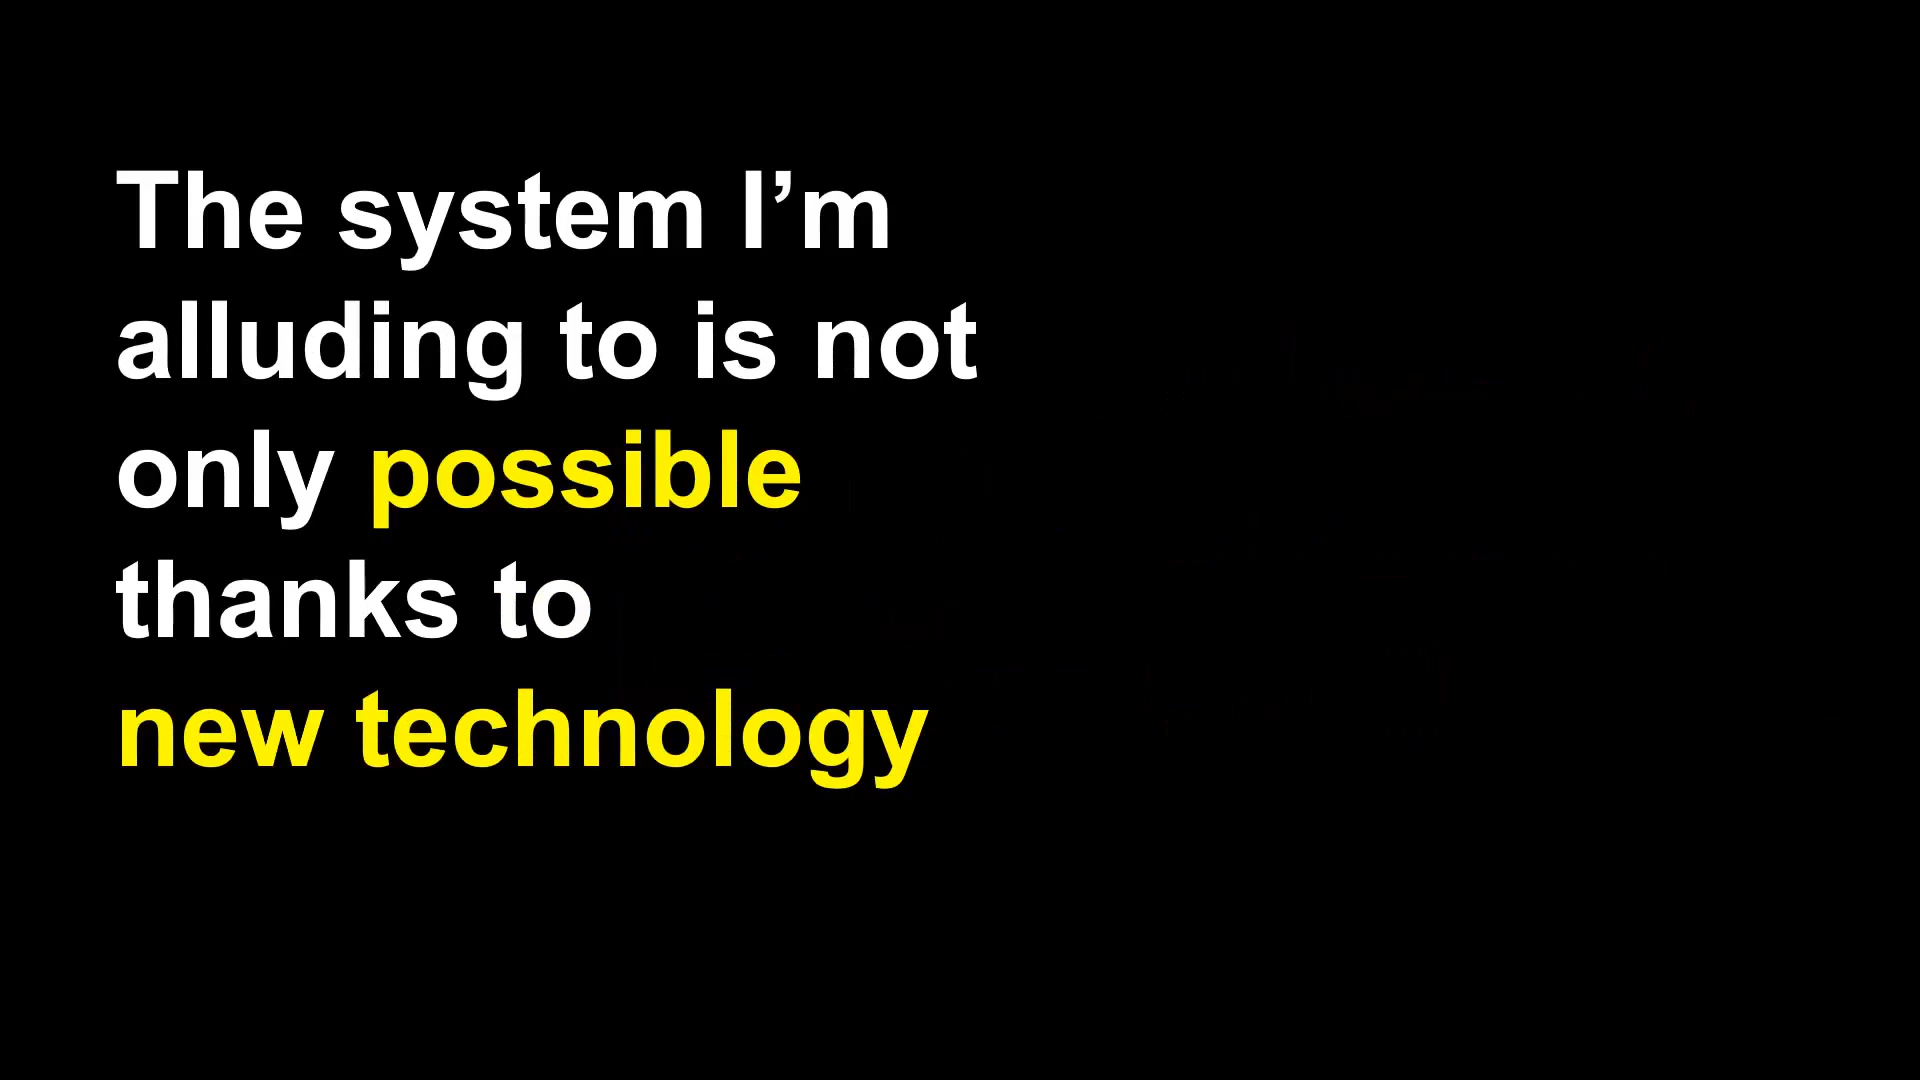 The system I’m
alluding to is not
only possible
thanks to
new technology